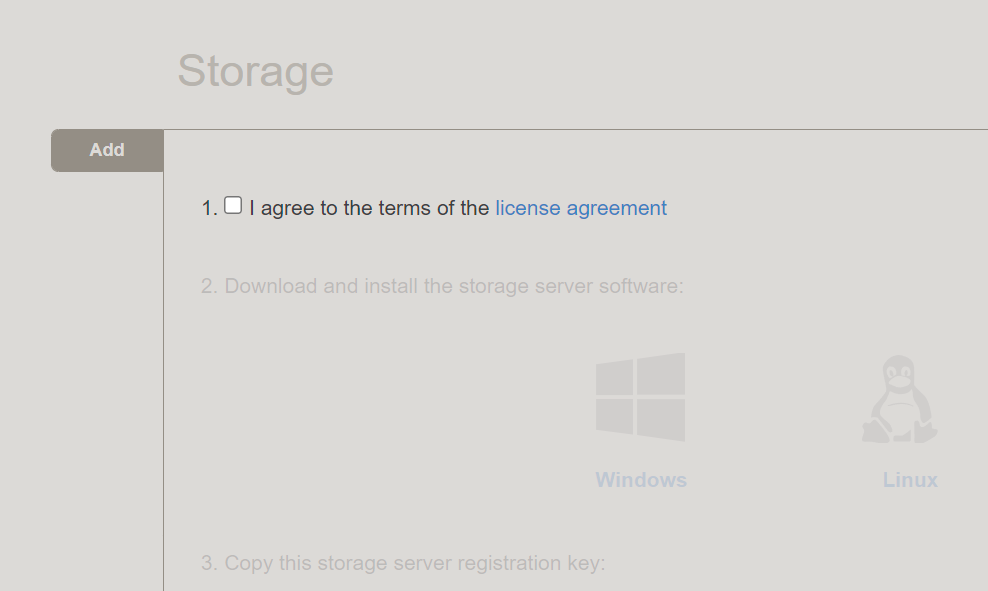 Storage
Add
1. I agree to the terms of the license agreement
2. Download and install the storage server software:
Windows
Linux
3. Copy this storage server registration key: